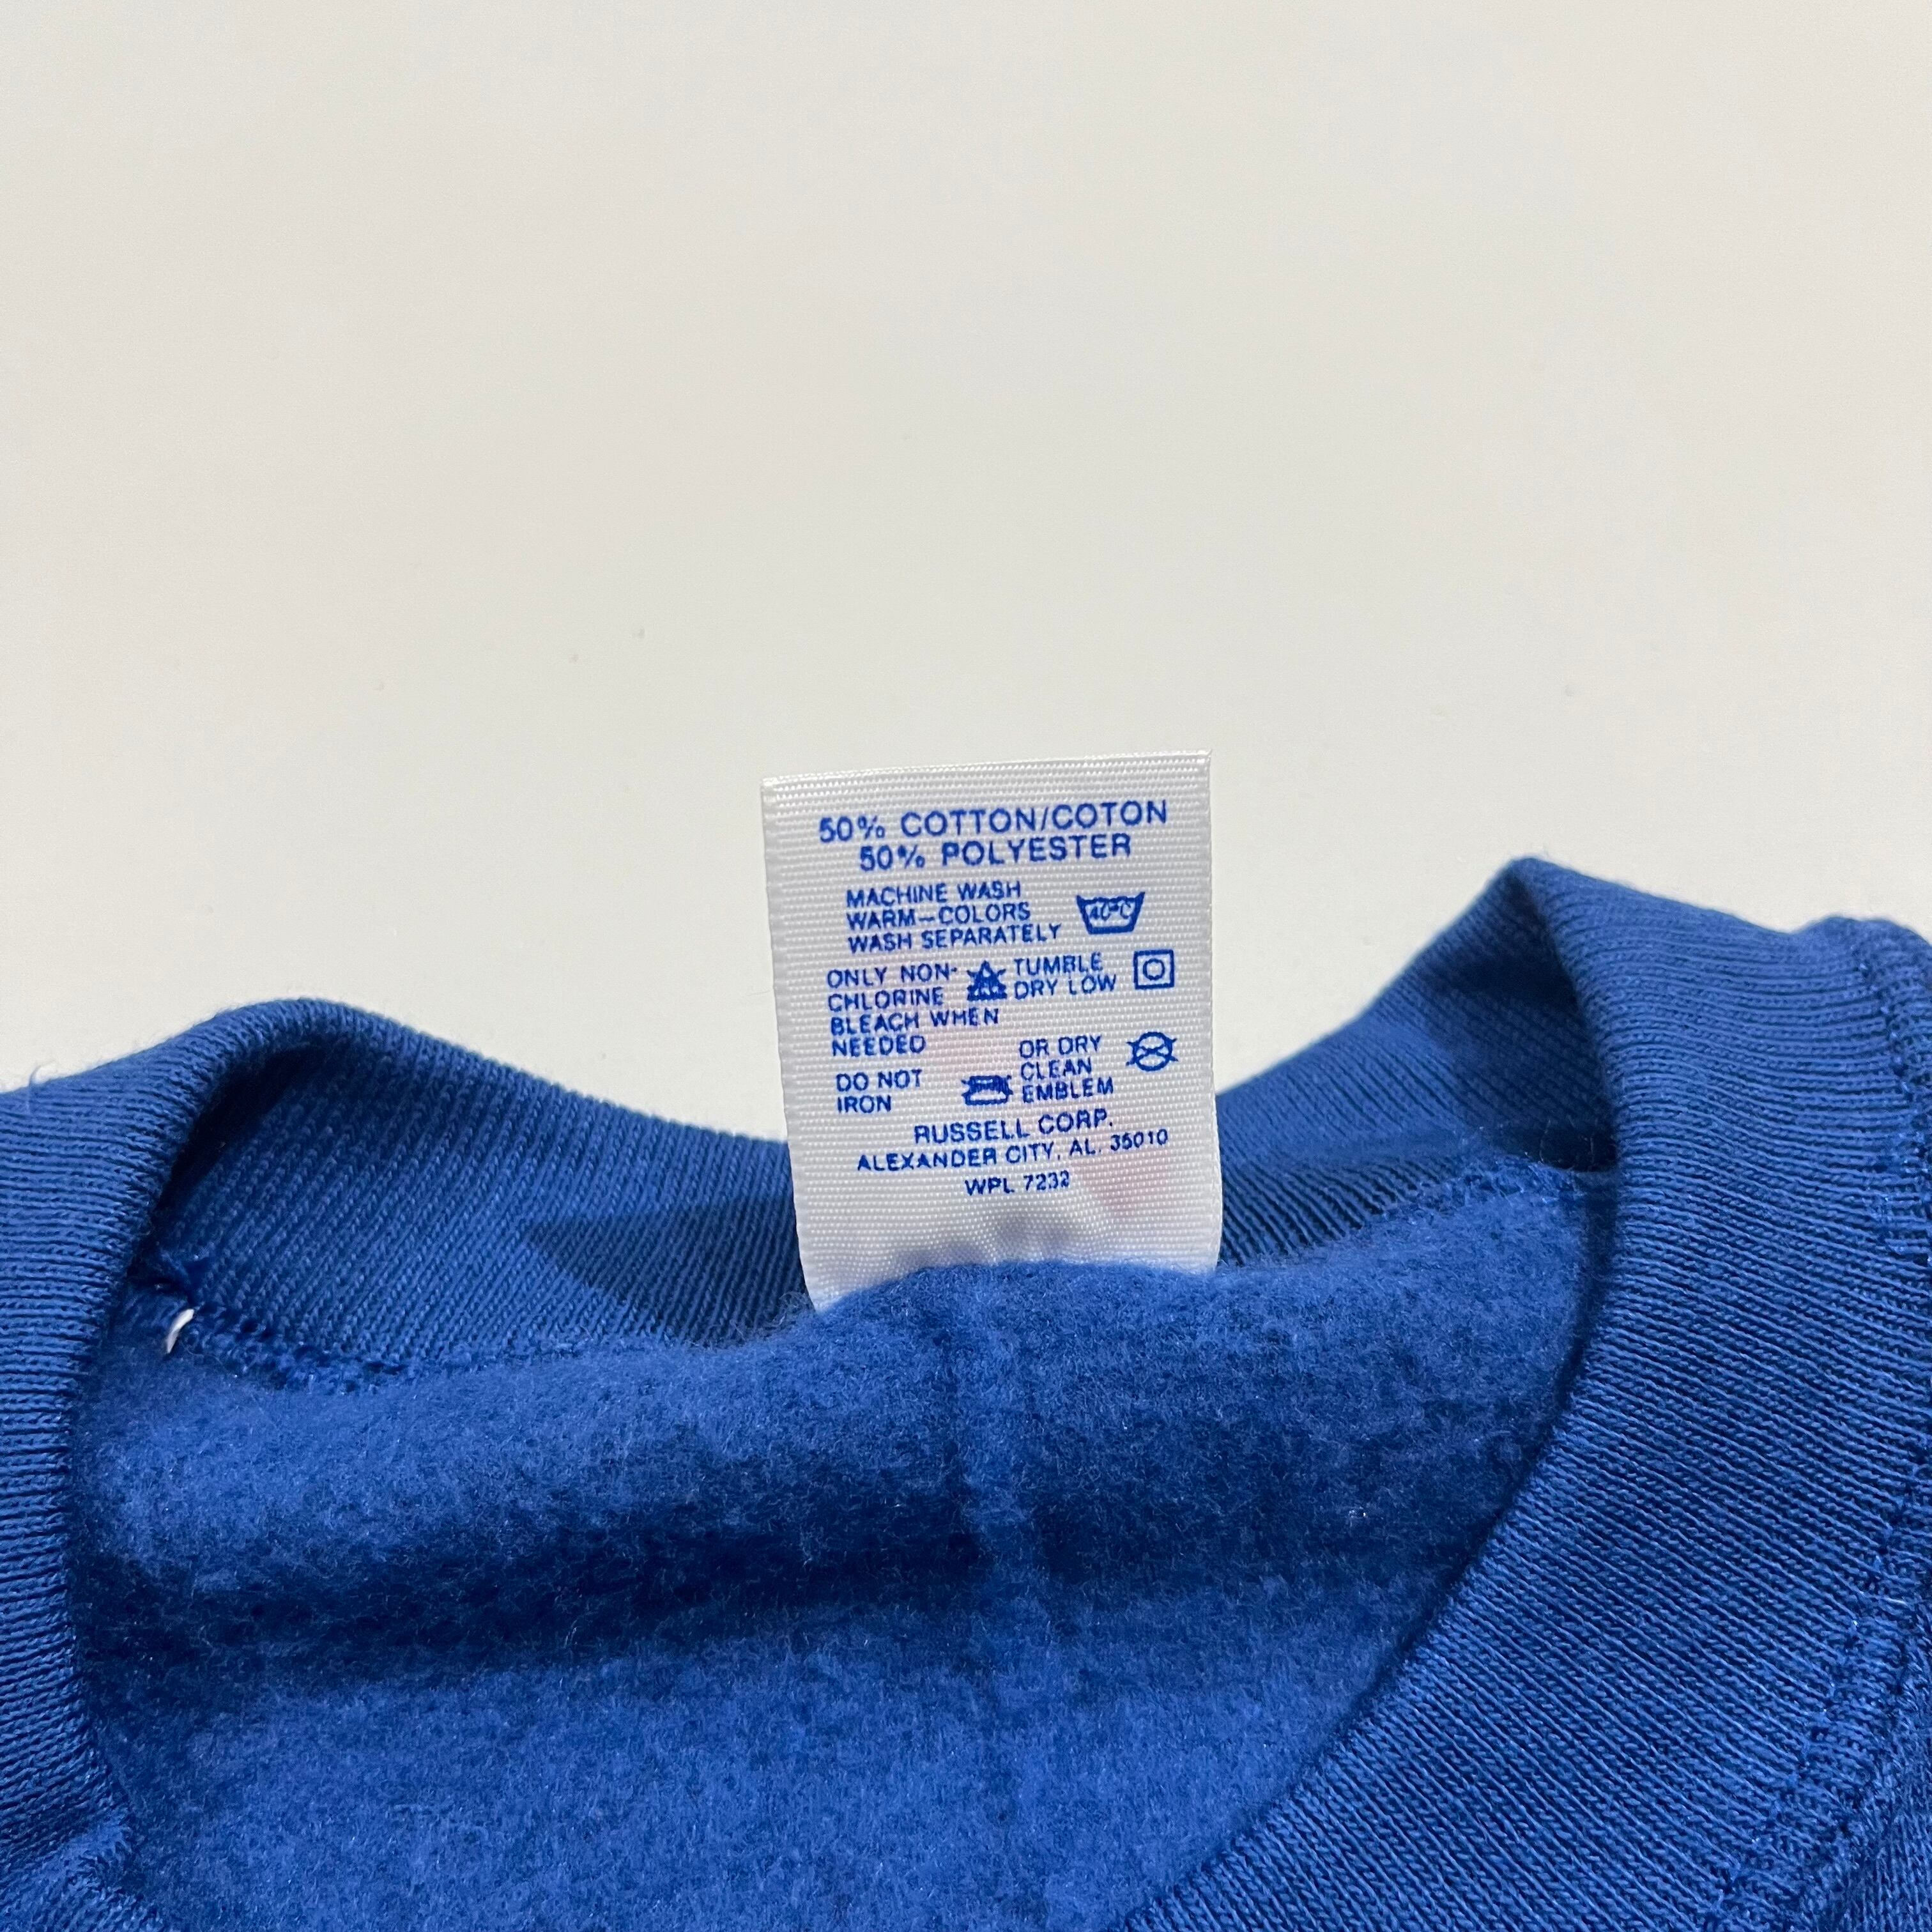 50% COTTON/COTON
50% POLYESTER
MACHINE WASH
WARM-COLORS
WASH SEPARATELY
40°C
ONLY NON-
CHLORINE
BLEACH WHEN
NEEDED
TUMBLE
DRY LOW
DO NOT
IRON
OR DRY
CLEAN
EMBLEM
RUSSELL CORP.
ALEXANDER CITY, AL. 35010
WPL 7232